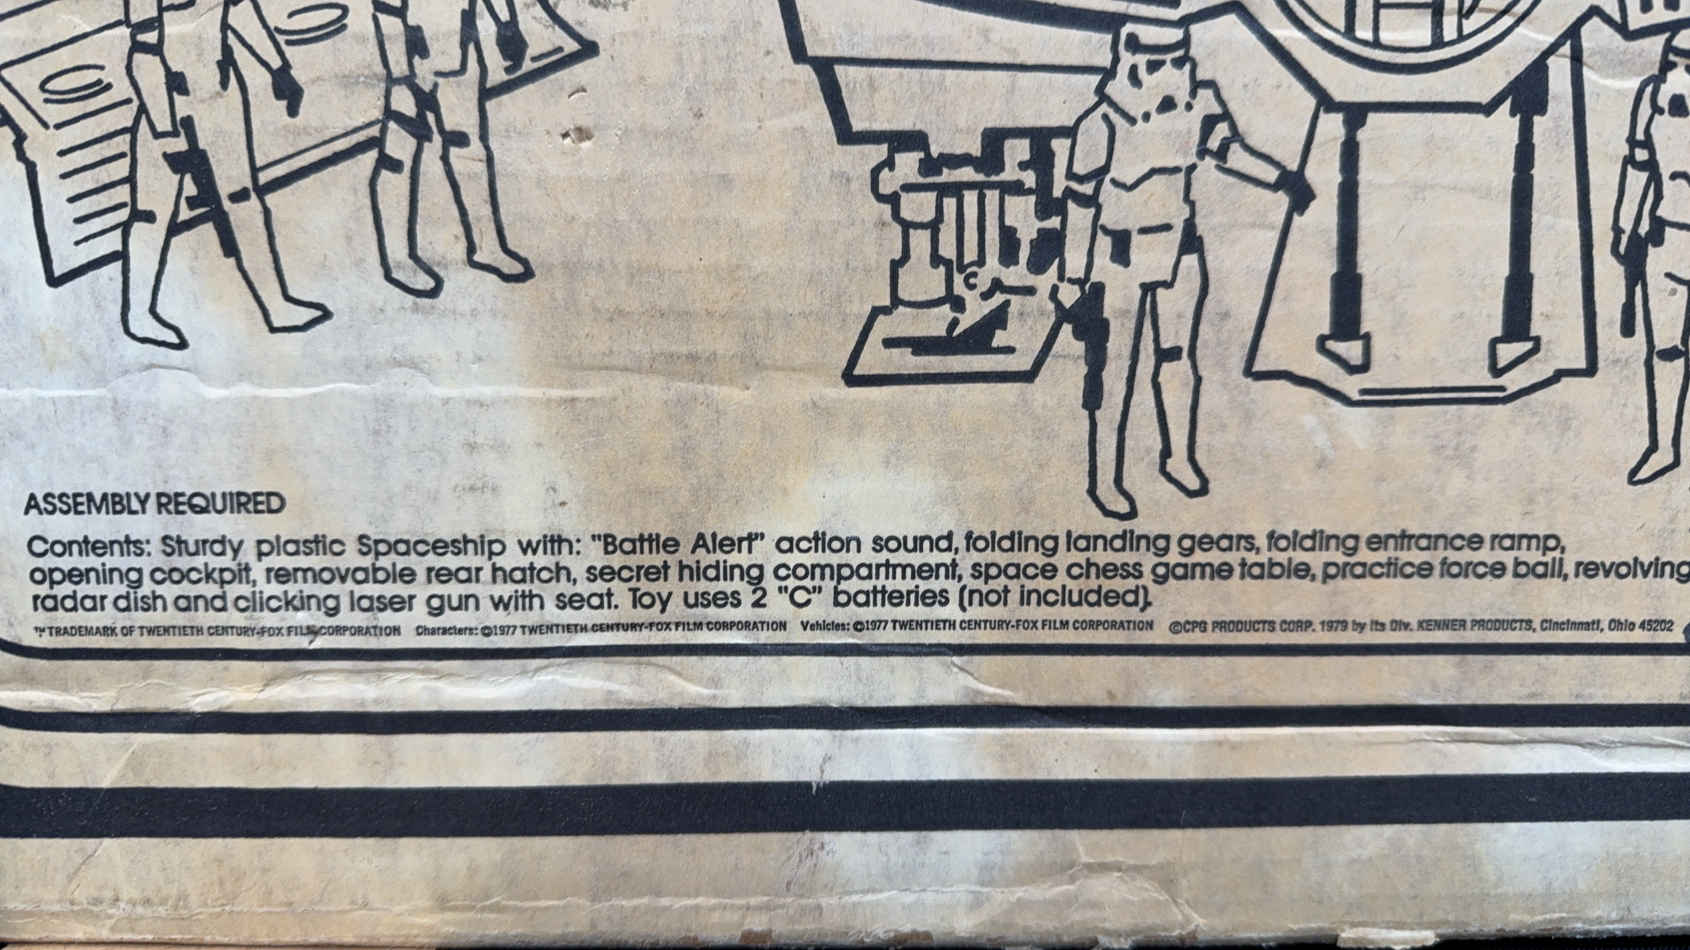 ASSEMBLY REQUIRED
Contents: Sturdy plastic Spaceship with: "Battle Alert" action sound, folding landing gears, folding entrance ramp,
opening cockpit, removable rear hatch, secret hiding compartment, space chess game table, practice force ball, revolving
radar dish and clicking laser gun with seat. Toy uses 2 "C" batteries (not included).
™TRADEMARK OF TWENTIETH CENTURY-FOX FILM CORPORATION Characters: ©1977 TWENTIETH CENTURY-FOX FILM CORPORATION Vehicles: ©1977 TWENTIETH CENTURY-FOX FILM CORPORATION ©CPG PRODUCTS CORP. 1979 by its Div. KENNER PRODUCTS, Cincinnati, Ohio 45202